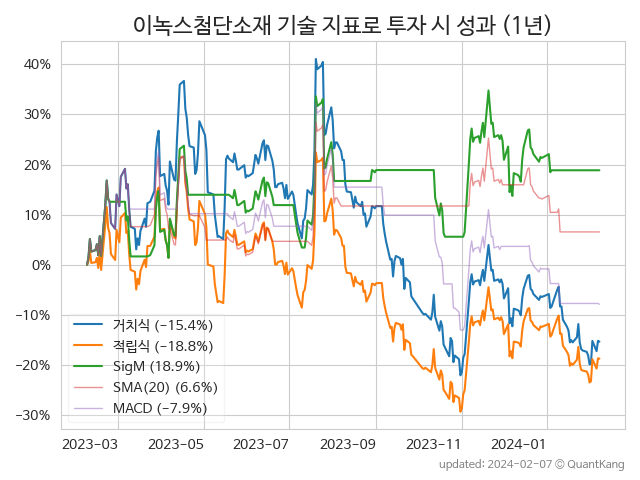 이녹스첨단소재 기술 지표로 투자 시 성과 (1년)
40%
30%
20%
10%
0%
−10%
−20%
−30%
거치식 (−15.4%)
적립식 (−18.8%)
SigM (18.9%)
SMA(20) (6.6%)
MACD (−7.9%)
2023−03 2023−05 2023−07 2023−09 2023−11 2024−01
updated: 2024−02−07 © QuantKang